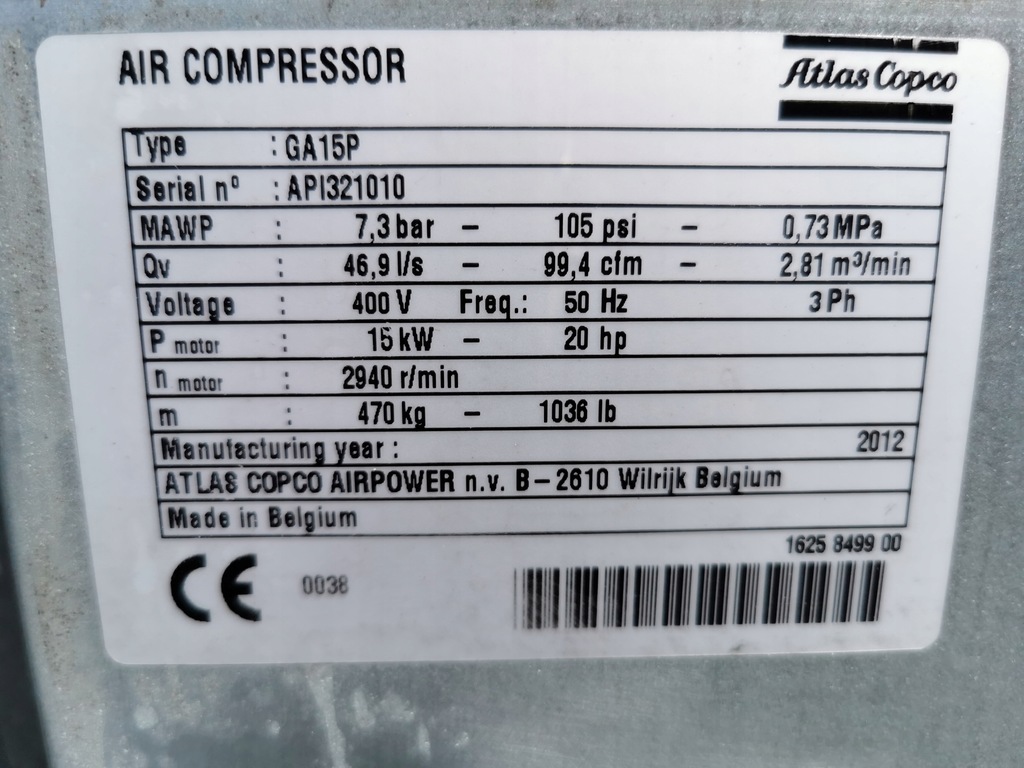 AIR COMPRESSOR
Atlas Copco
Type : GA15P
Serial nº : API321010
MAWP : 7,3 bar – 105 psi – 0,73 MPa
Qv : 46,9 l/s – 99,4 cfm – 2,81 m³/min
Voltage : 400 V Freq.: 50 Hz 3 Ph
P motor : 15 kW – 20 hp
n motor : 2940 r/min
m : 470 kg – 1036 lb
Manufacturing year : 2012
ATLAS COPCO AIRPOWER n.v. B–2610 Wilrijk Belgium
Made in Belgium
1625 8499 00
CE 0038